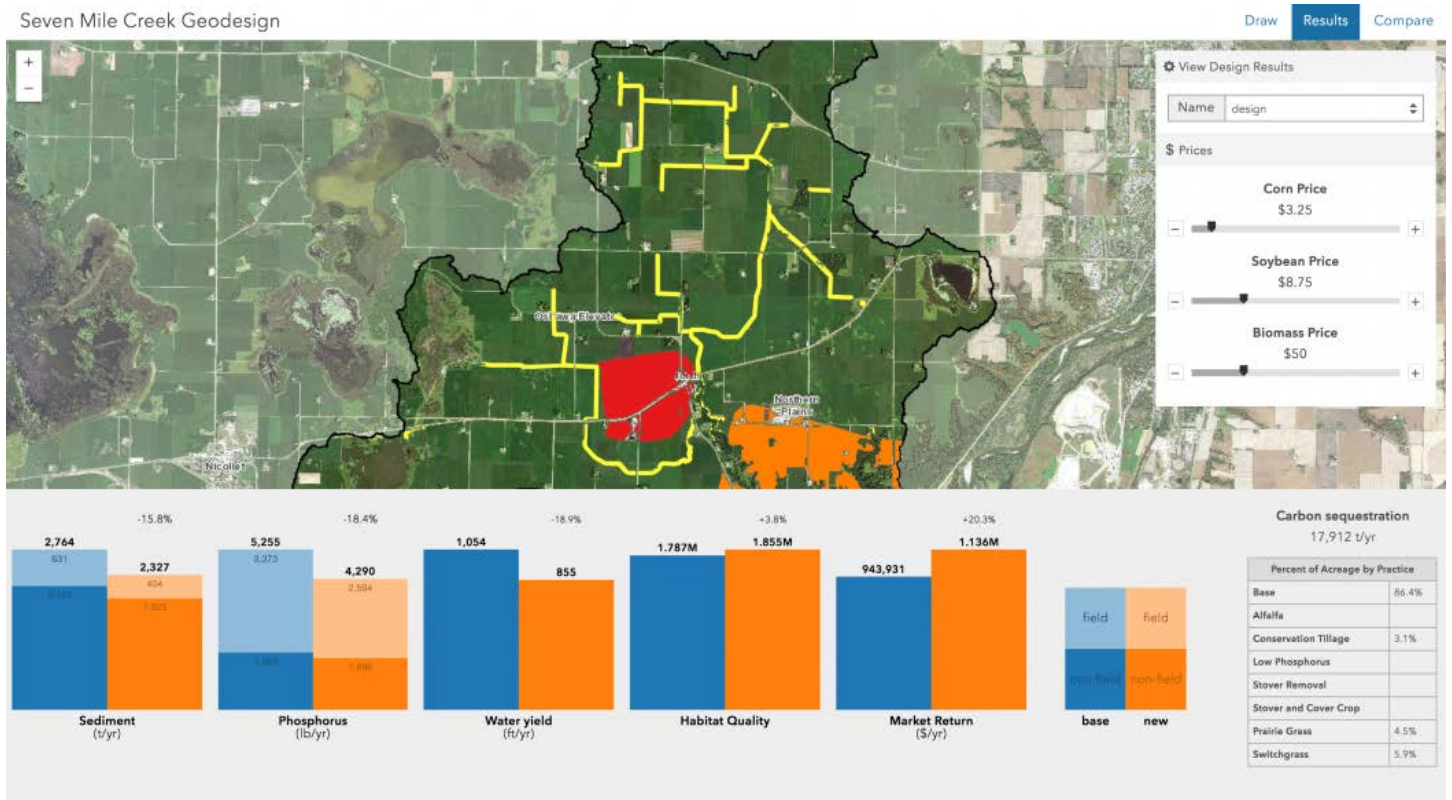 Seven Mile Creek Geodesign
Draw
Results
Compare
+
−
View Design Results
Name
design
$ Prices
Corn Price
$3.25
−
+
Soybean Price
$8.75
−
+
Biomass Price
$50
−
+
Northern
Plains
Nicollet
-15.8%
2,764
631
2,327
404
Sediment
(t/yr)
-18.4%
5,255
3,373
4,290
2,594
Phosphorus
(lb/yr)
-18.9%
1,054
855
Water yield
(ft/yr)
+3.8%
1.787M
1.855M
Habitat Quality
+20.3%
943,931
1.136M
Market Return
($/yr)
field
field
non-field
non-field
base
new
Carbon sequestration
17,912 t/yr
Percent of Acreage by Practice
Base 86.4%
Alfalfa
Conservation Tillage 3.1%
Low Phosphorus
Stover Removal
Stover and Cover Crop
Prairie Grass 4.5%
Switchgrass 5.9%